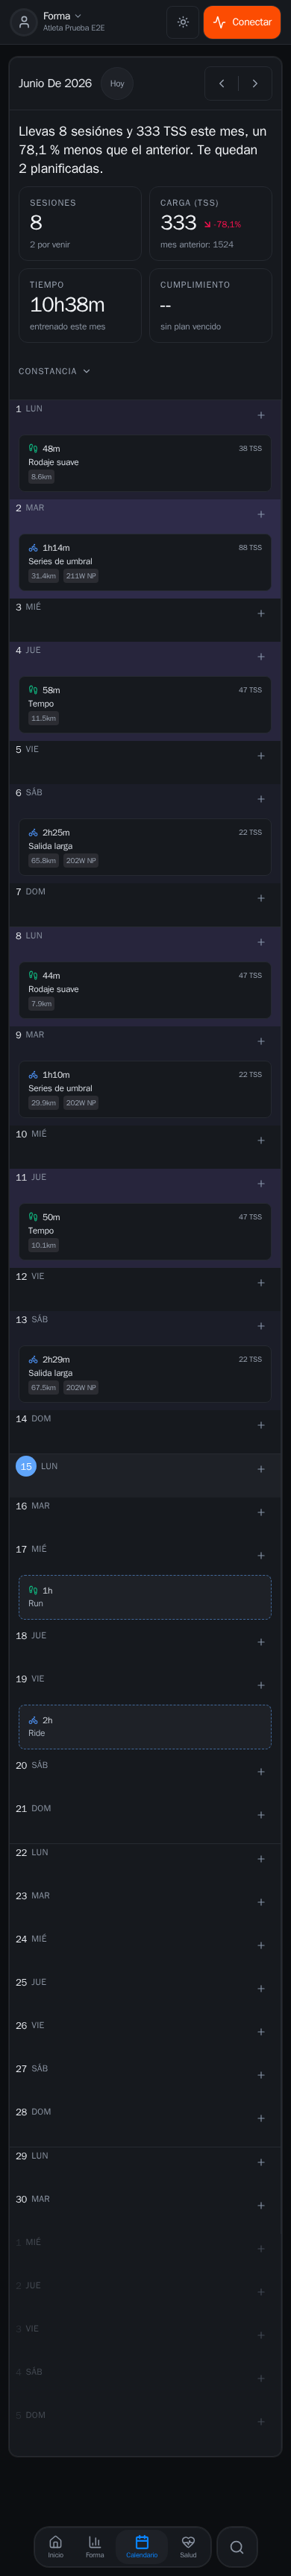 Forma
Atleta Prueba E2E
Conectar
Junio De 2026
Hoy
Llevas 8 sesiónes y 333 TSS este mes, un
78,1 % menos que el anterior. Te quedan
2 planificadas.
SESIONES
8
2 por venir
CARGA (TSS)
333 -78,1%
mes anterior: 1524
TIEMPO
10h38m
entrenado este mes
CUMPLIMIENTO
--
sin plan vencido
CONSTANCIA
1 LUN
48m 38 TSS
Rodaje suave
8.6km
2 MAR
1h14m 88 TSS
Series de umbral
31.4km 211W NP
3 MIÉ
4 JUE
58m 47 TSS
Tempo
11.5km
5 VIE
6 SÁB
2h25m 22 TSS
Salida larga
65.8km 202W NP
7 DOM
8 LUN
44m 47 TSS
Rodaje suave
7.9km
9 MAR
1h10m 22 TSS
Series de umbral
29.9km 202W NP
10 MIÉ
11 JUE
50m 47 TSS
Tempo
10.1km
12 VIE
13 SÁB
2h29m 22 TSS
Salida larga
67.5km 202W NP
14 DOM
15 LUN
16 MAR
17 MIÉ
1h
Run
18 JUE
19 VIE
2h
Ride
20 SÁB
21 DOM
22 LUN
23 MAR
24 MIÉ
25 JUE
26 VIE
27 SÁB
28 DOM
29 LUN
30 MAR
1 MIÉ
2 JUE
3 VIE
4 SÁB
5 DOM
Inicio
Forma
Calendario
Salud